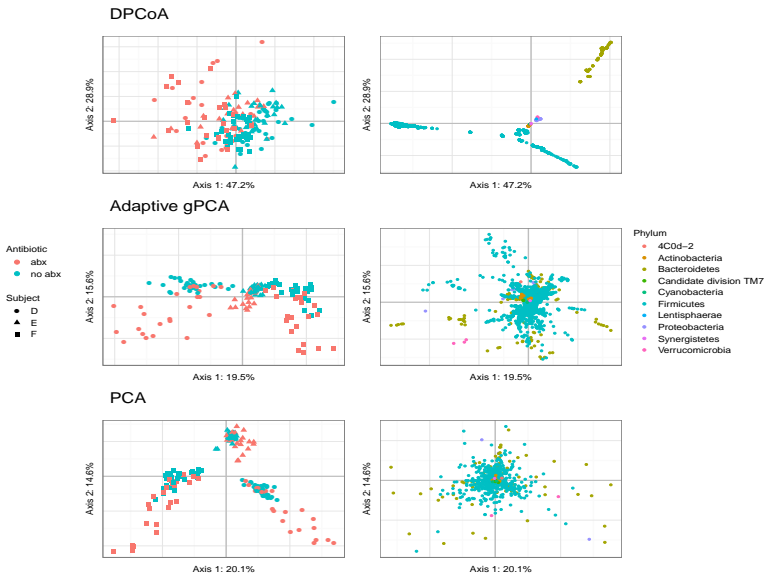 DPCoA
Axis 2: 28.9%
Axis 1: 47.2%
Axis 2: 28.9%
Axis 1: 47.2%
Adaptive gPCA
Antibiotic
abx
no abx
Subject
D
E
F
Axis 2: 15.6%
Axis 1: 19.5%
Axis 2: 15.6%
Axis 1: 19.5%
Phylum
4C0d−2
Actinobacteria
Bacteroidetes
Candidate division TM7
Cyanobacteria
Firmicutes
Lentisphaerae
Proteobacteria
Synergistetes
Verrucomicrobia
PCA
Axis 2: 14.6%
Axis 1: 20.1%
Axis 2: 14.6%
Axis 1: 20.1%